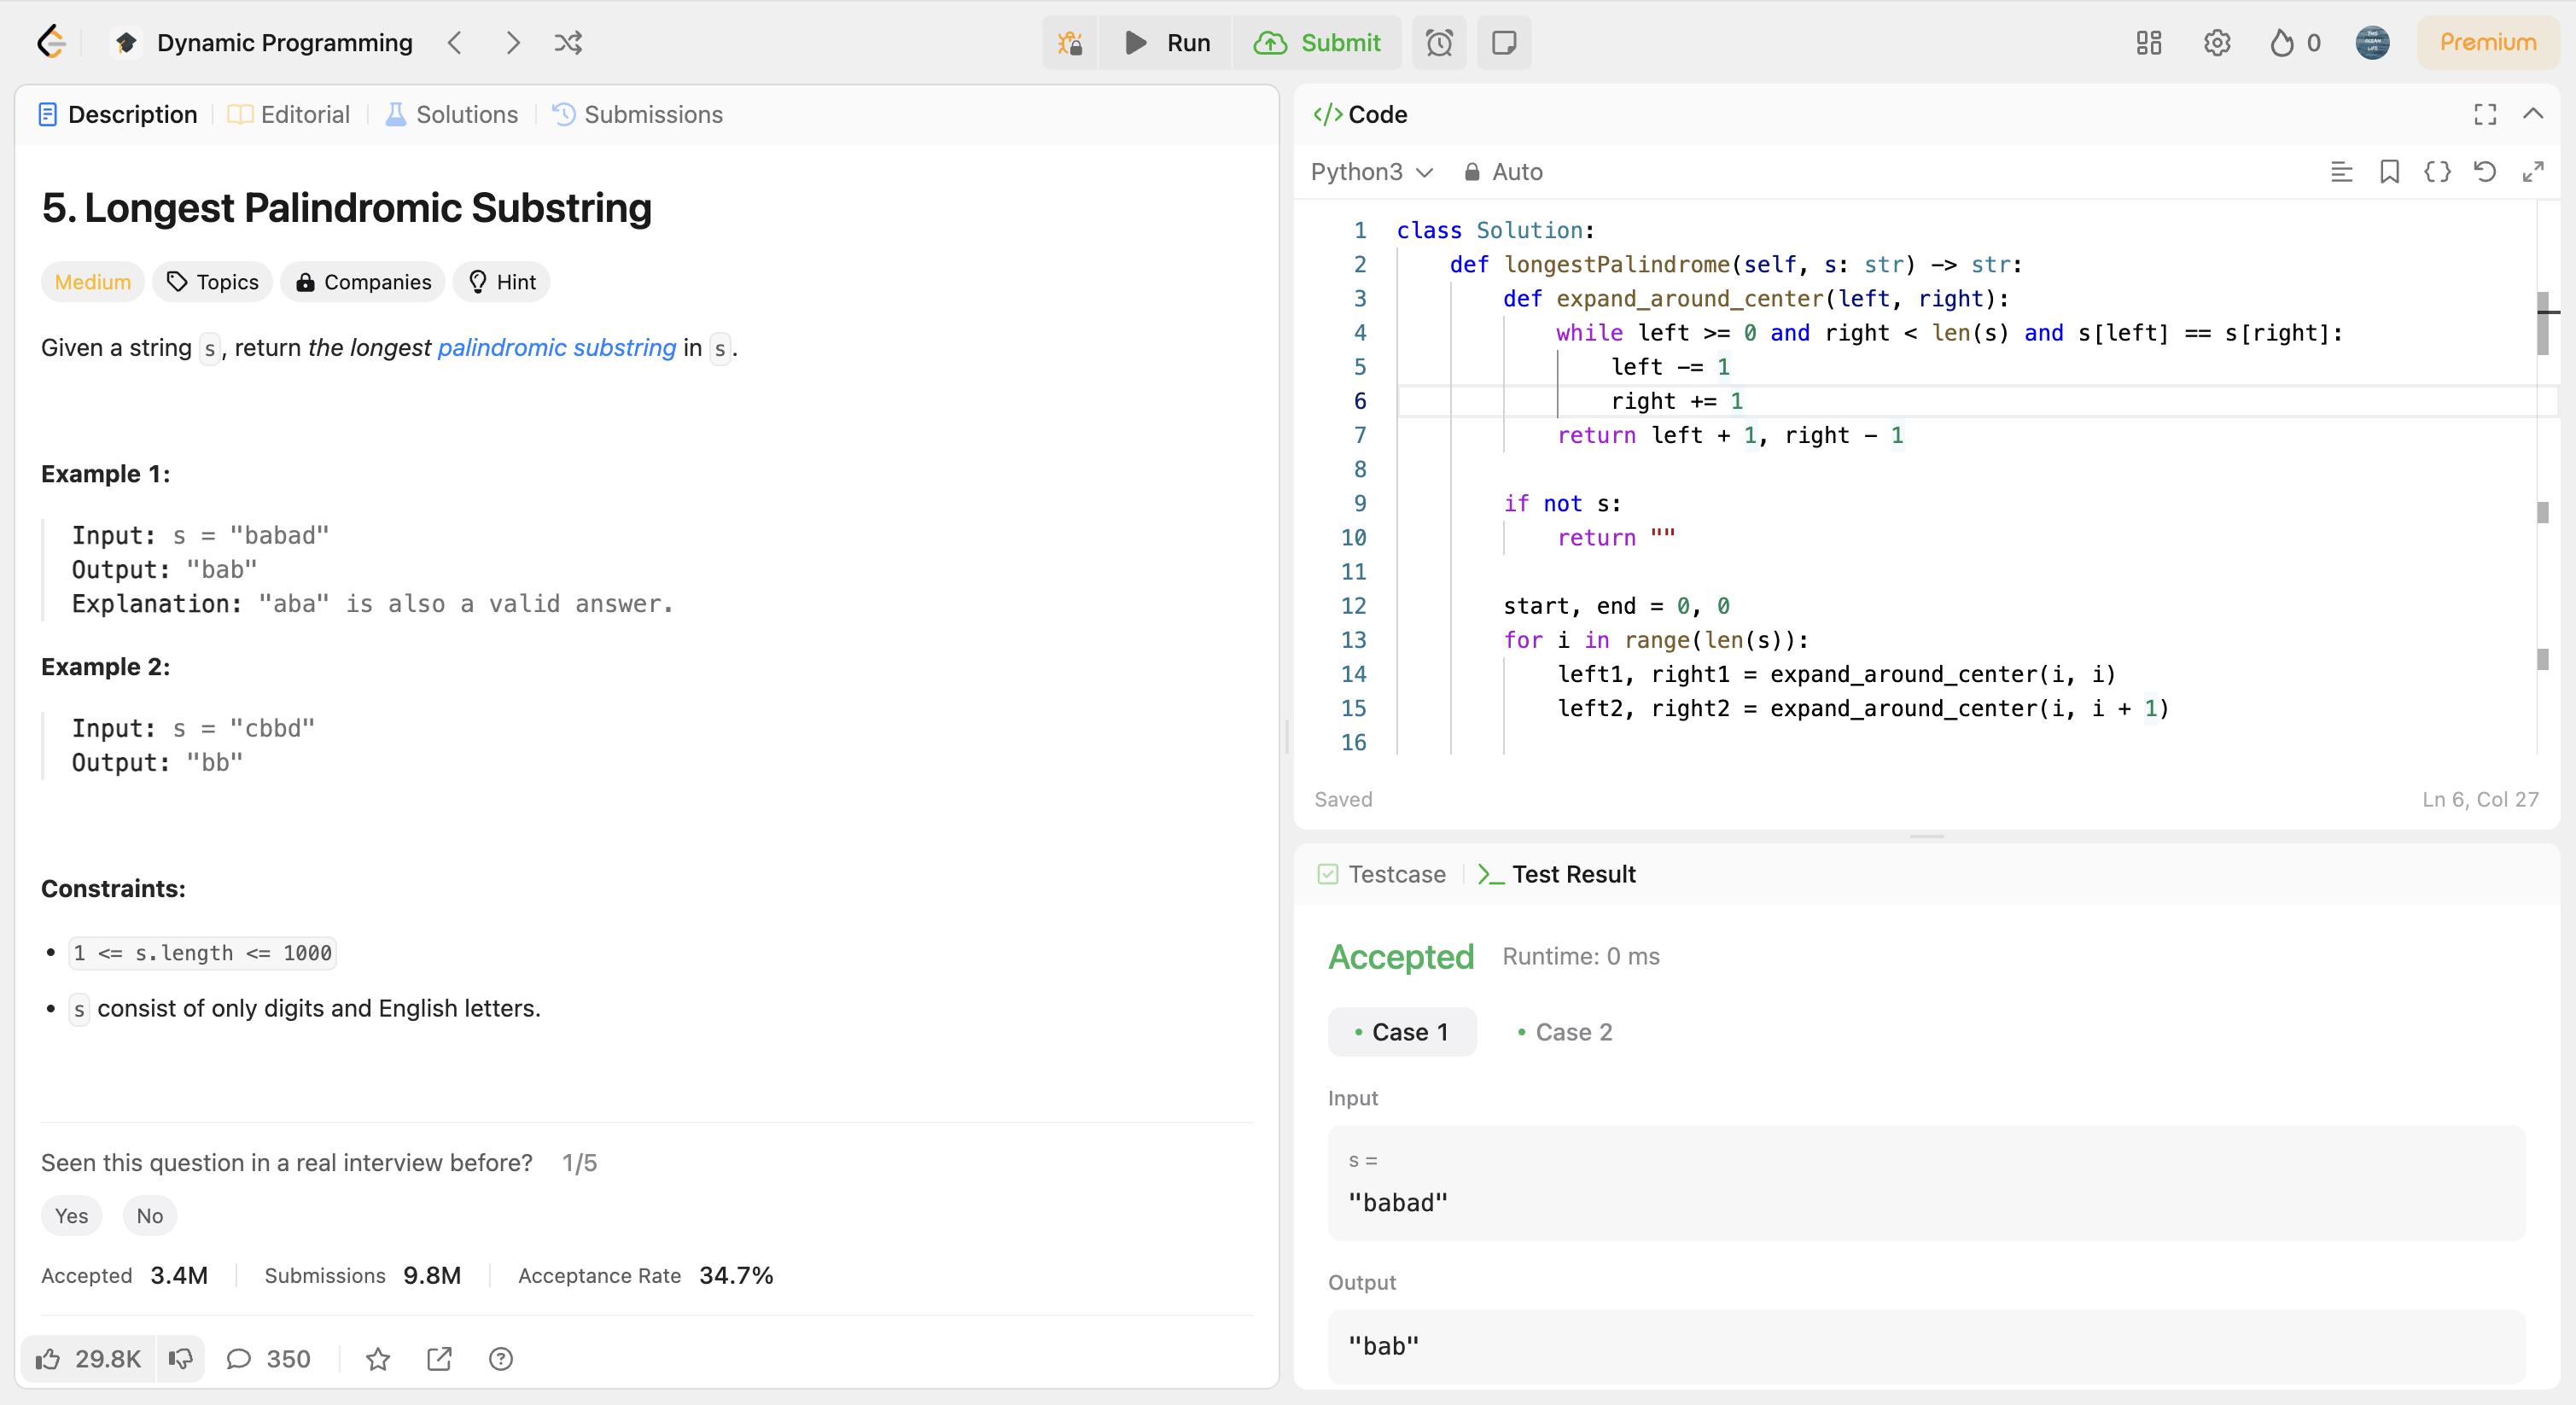 Dynamic Programming
Run
Submit
0
Premium
Description
Editorial
Solutions
Submissions
5. Longest Palindromic Substring
Medium
Topics
Companies
Hint
Given a string s, return the longest palindromic substring in s.
Example 1:
Input: s = "babad"
Output: "bab"
Explanation: "aba" is also a valid answer.
Example 2:
Input: s = "cbbd"
Output: "bb"
Constraints:
• 1 <= s.length <= 1000
• s consist of only digits and English letters.
Seen this question in a real interview before? 1/5
Yes No
Accepted 3.4M Submissions 9.8M Acceptance Rate 34.7%
29.8K 350
</> Code
Python3 Auto
1 class Solution:
2     def longestPalindrome(self, s: str) -> str:
3         def expand_around_center(left, right):
4             while left >= 0 and right < len(s) and s[left] == s[right]:
5                 left -= 1
6                 right += 1
7             return left + 1, right - 1
8
9         if not s:
10             return ""
11
12         start, end = 0, 0
13         for i in range(len(s)):
14             left1, right1 = expand_around_center(i, i)
15             left2, right2 = expand_around_center(i, i + 1)
16
Saved Ln 6, Col 27
Testcase
Test Result
Accepted Runtime: 0 ms
• Case 1 • Case 2
Input
s =
"babad"
Output
"bab"